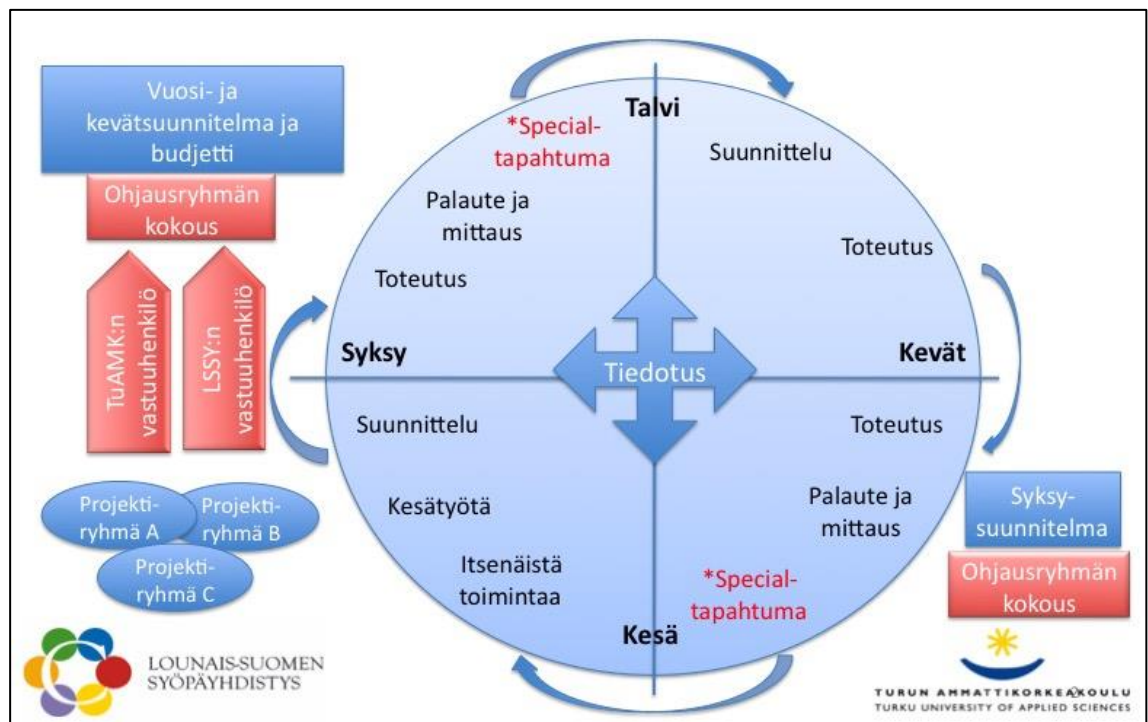 Vuosi- ja
kevätsuunnitelma ja
budjetti
Ohjausryhmän
kokous
TuAMK:n
vastuuhenkilö
LSSY:n
vastuuhenkilö
Projekti-
ryhmä A
Projekti-
ryhmä B
Projekti-
ryhmä C
LOUNAIS-SUOMEN
SYÖPÄYHDISTYS
Talvi
*Special-
tapahtuma
Palaute ja
mittaus
Toteutus
Syksy
Suunnittelu
Toteutus
Kevät
Tiedotus
Suunnittelu
Kesätyötä
Itsenäistä
toimintaa
Kesä
Toteutus
Palaute ja
mittaus
*Special-
tapahtuma
Syksy-
suunnitelma
Ohjausryhmän
kokous
TURUN AMMATTIKORKEAKOULU
TURKU UNIVERSITY OF APPLIED SCIENCES